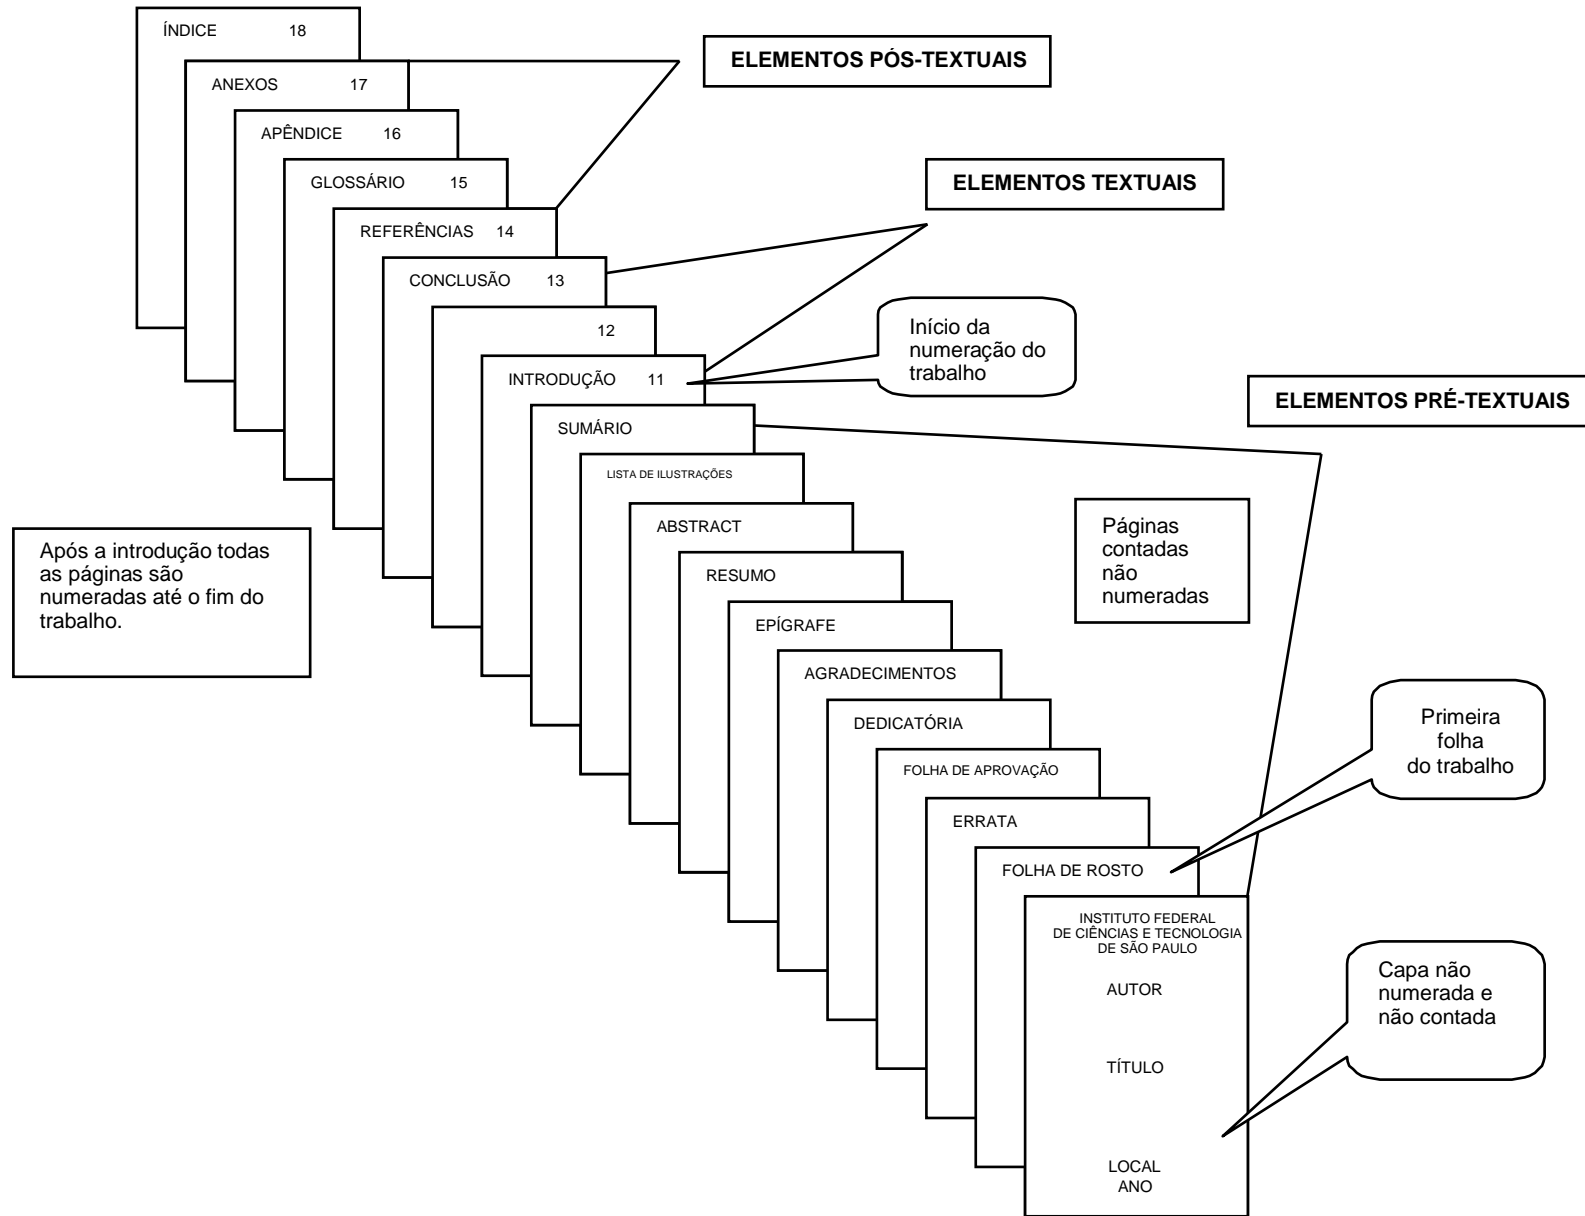 ÍNDICE 18
ELEMENTOS PÓS-TEXTUAIS
ANEXOS 17
APÊNDICE 16
GLOSSÁRIO 15
ELEMENTOS TEXTUAIS
REFERÊNCIAS 14
CONCLUSÃO 13
12
Início da
numeração do
trabalho
INTRODUÇÃO 11
ELEMENTOS PRÉ-TEXTUAIS
SUMÁRIO
LISTA DE ILUSTRAÇÕES
ABSTRACT
Páginas
contadas
não
numeradas
Após a introdução todas
as páginas são
numeradas até o fim do
trabalho.
RESUMO
EPÍGRAFE
AGRADECIMENTOS
DEDICATÓRIA
Primeira
folha
do trabalho
FOLHA DE APROVAÇÃO
ERRATA
FOLHA DE ROSTO
INSTITUTO FEDERAL
DE CIÊNCIAS E TECNOLOGIA
DE SÃO PAULO
AUTOR
Capa não
numerada e
não contada
TÍTULO
LOCAL
ANO